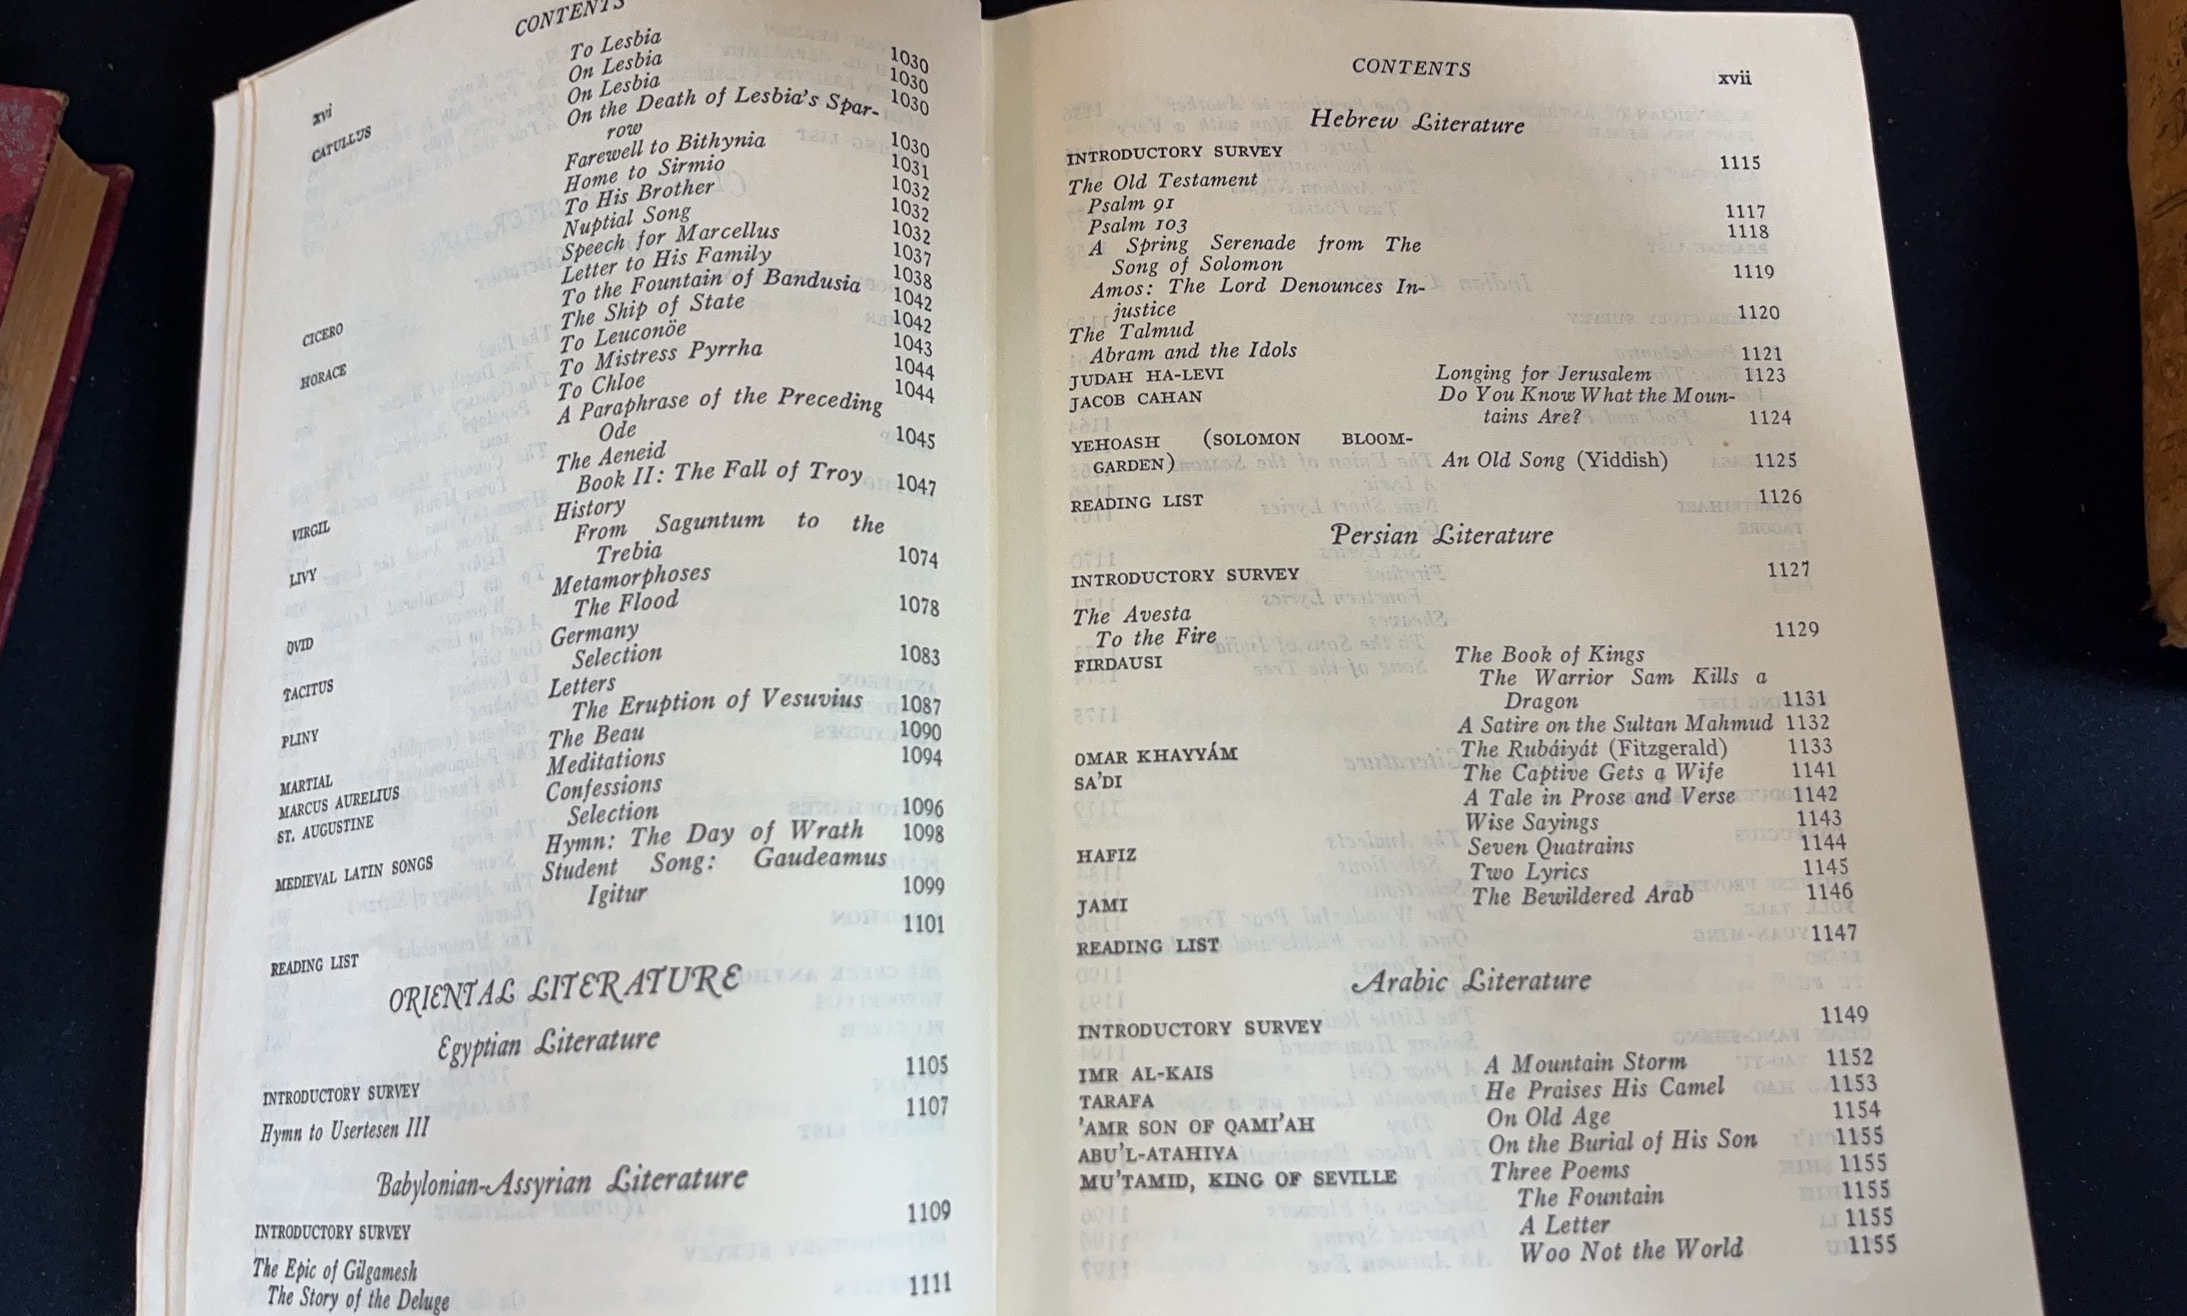 xvi CONTENTS
CATULLUS To Lesbia 1030
On Lesbia 1030
On Lesbia 1030
On the Death of Lesbia's Spar-
row 1030
Farewell to Bithynia 1031
Home to Sirmio 1032
To His Brother 1032
Nuptial Song 1032
CICERO Speech for Marcellus 1037
Letter to His Family 1038
HORACE To the Fountain of Bandusia 1042
The Ship of State 1042
To Leuconöe 1043
To Mistress Pyrrha 1044
To Chloe 1044
A Paraphrase of the Preceding
Ode 1045
VIRGIL The Aeneid
Book II: The Fall of Troy 1047
LIVY History
From Saguntum to the
Trebia 1074
OVID Metamorphoses
The Flood 1078
TACITUS Germany
Selection 1083
PLINY Letters
The Eruption of Vesuvius 1087
MARTIAL The Beau 1090
MARCUS AURELIUS Meditations 1094
ST. AUGUSTINE Confessions
Selection 1096
MEDIEVAL LATIN SONGS Hymn: The Day of Wrath 1098
Student Song: Gaudeamus
Igitur 1099
READING LIST 1101
ORIENTAL LITERATURE
Egyptian Literature
INTRODUCTORY SURVEY 1105
Hymn to Usertesen III 1107
Babylonian-Assyrian Literature
INTRODUCTORY SURVEY 1109
The Epic of Gilgamesh
The Story of the Deluge 1111
CONTENTS xvii
Hebrew Literature
INTRODUCTORY SURVEY 1115
The Old Testament
Psalm 91 1117
Psalm 103 1118
A Spring Serenade from The
Song of Solomon 1119
Amos: The Lord Denounces In-
justice 1120
The Talmud
Abram and the Idols 1121
JUDAH HA-LEVI Longing for Jerusalem 1123
JACOB CAHAN Do You Know What the Moun-
tains Are? 1124
YEHOASH (SOLOMON BLOOM-
GARDEN) An Old Song (Yiddish) 1125
READING LIST 1126
Persian Literature
INTRODUCTORY SURVEY 1127
The Avesta
To the Fire 1129
FIRDAUSI The Book of Kings
The Warrior Sam Kills a
Dragon 1131
A Satire on the Sultan Mahmud 1132
OMAR KHAYYÁM The Rubáiyát (Fitzgerald) 1133
SA'DI The Captive Gets a Wife 1141
A Tale in Prose and Verse 1142
Wise Sayings 1143
HAFIZ Seven Quatrains 1144
Two Lyrics 1145
JAMI The Bewildered Arab 1146
READING LIST 1147
Arabic Literature
INTRODUCTORY SURVEY 1149
IMR AL-KAIS A Mountain Storm 1152
TARAFA He Praises His Camel 1153
'AMR SON OF QAMI'AH On Old Age 1154
ABU'L-ATAHIYA On the Burial of His Son 1155
MU'TAMID, KING OF SEVILLE Three Poems 1155
The Fountain 1155
A Letter 1155
Woo Not the World 1155